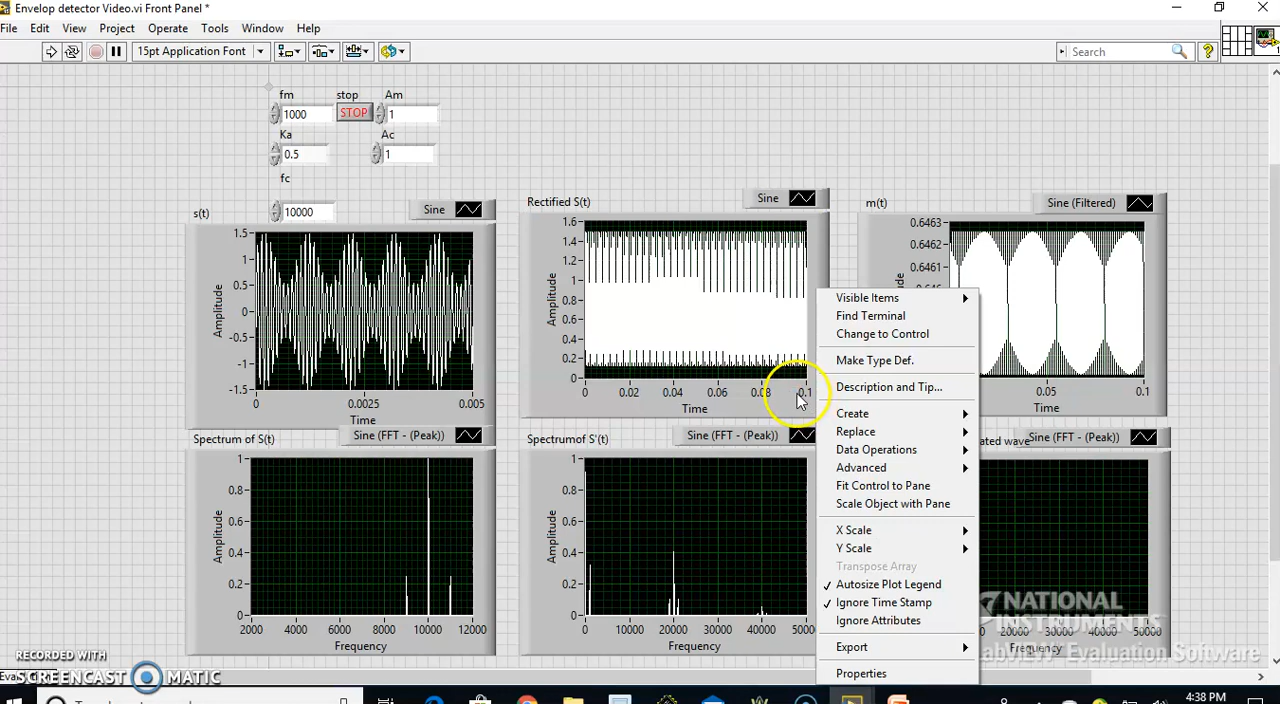 Envelop detector Video.vi Front Panel *
File Edit View Project Operate Tools Window Help
15pt Application Font
Search
fm stop Am
1000 STOP 1
Ka Ac
0.5 1
fc
10000
s(t) Sine
1.5
1
0.5
0
-0.5
-1
-1.5
Amplitude
0 0.0025 0.005
Time
Rectified S(t) Sine
1.6
1.4
1.2
1
0.8
0.6
0.4
0.2
0
Amplitude
0 0.02 0.04 0.06 0.08 0.1
Time
m(t) Sine (Filtered)
0.6463
0.6462
0.6461
0.646
0.05 0.1
Time
Spectrum of S(t) Sine (FFT - (Peak))
1
0.8
0.6
0.4
0.2
0
Amplitude
2000 4000 6000 8000 10000 12000
Frequency
Spectrumof S'(t) Sine (FFT - (Peak))
1
0.8
0.6
0.4
0.2
0
Amplitude
0 10000 20000 30000 40000 5000
Frequency
Sine (FFT - (Peak))
20000 30000 40000 50000
Frequency
Visible Items
Find Terminal
Change to Control
Make Type Def.
Description and Tip...
Create
Replace
Data Operations
Advanced
Fit Control to Pane
Scale Object with Pane
X Scale
Y Scale
Transpose Array
Autosize Plot Legend
Ignore Time Stamp
Ignore Attributes
Export
Properties
NATIONAL
INSTRUMENTS
LabVIEW Evaluation Software
RECORDED WITH
SCREENCAST MATIC
4:38 PM